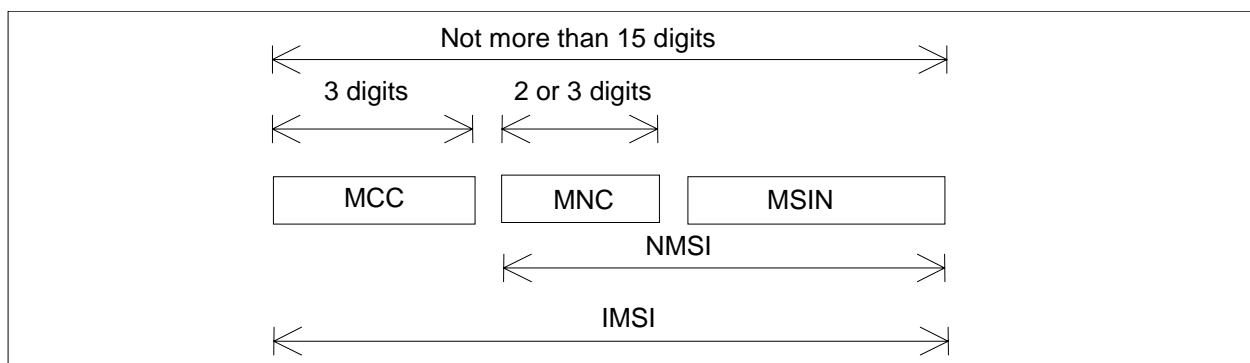 Not more than 15 digits
3 digits
2 or 3 digits
MCC
MNC
MSIN
NMSI
IMSI